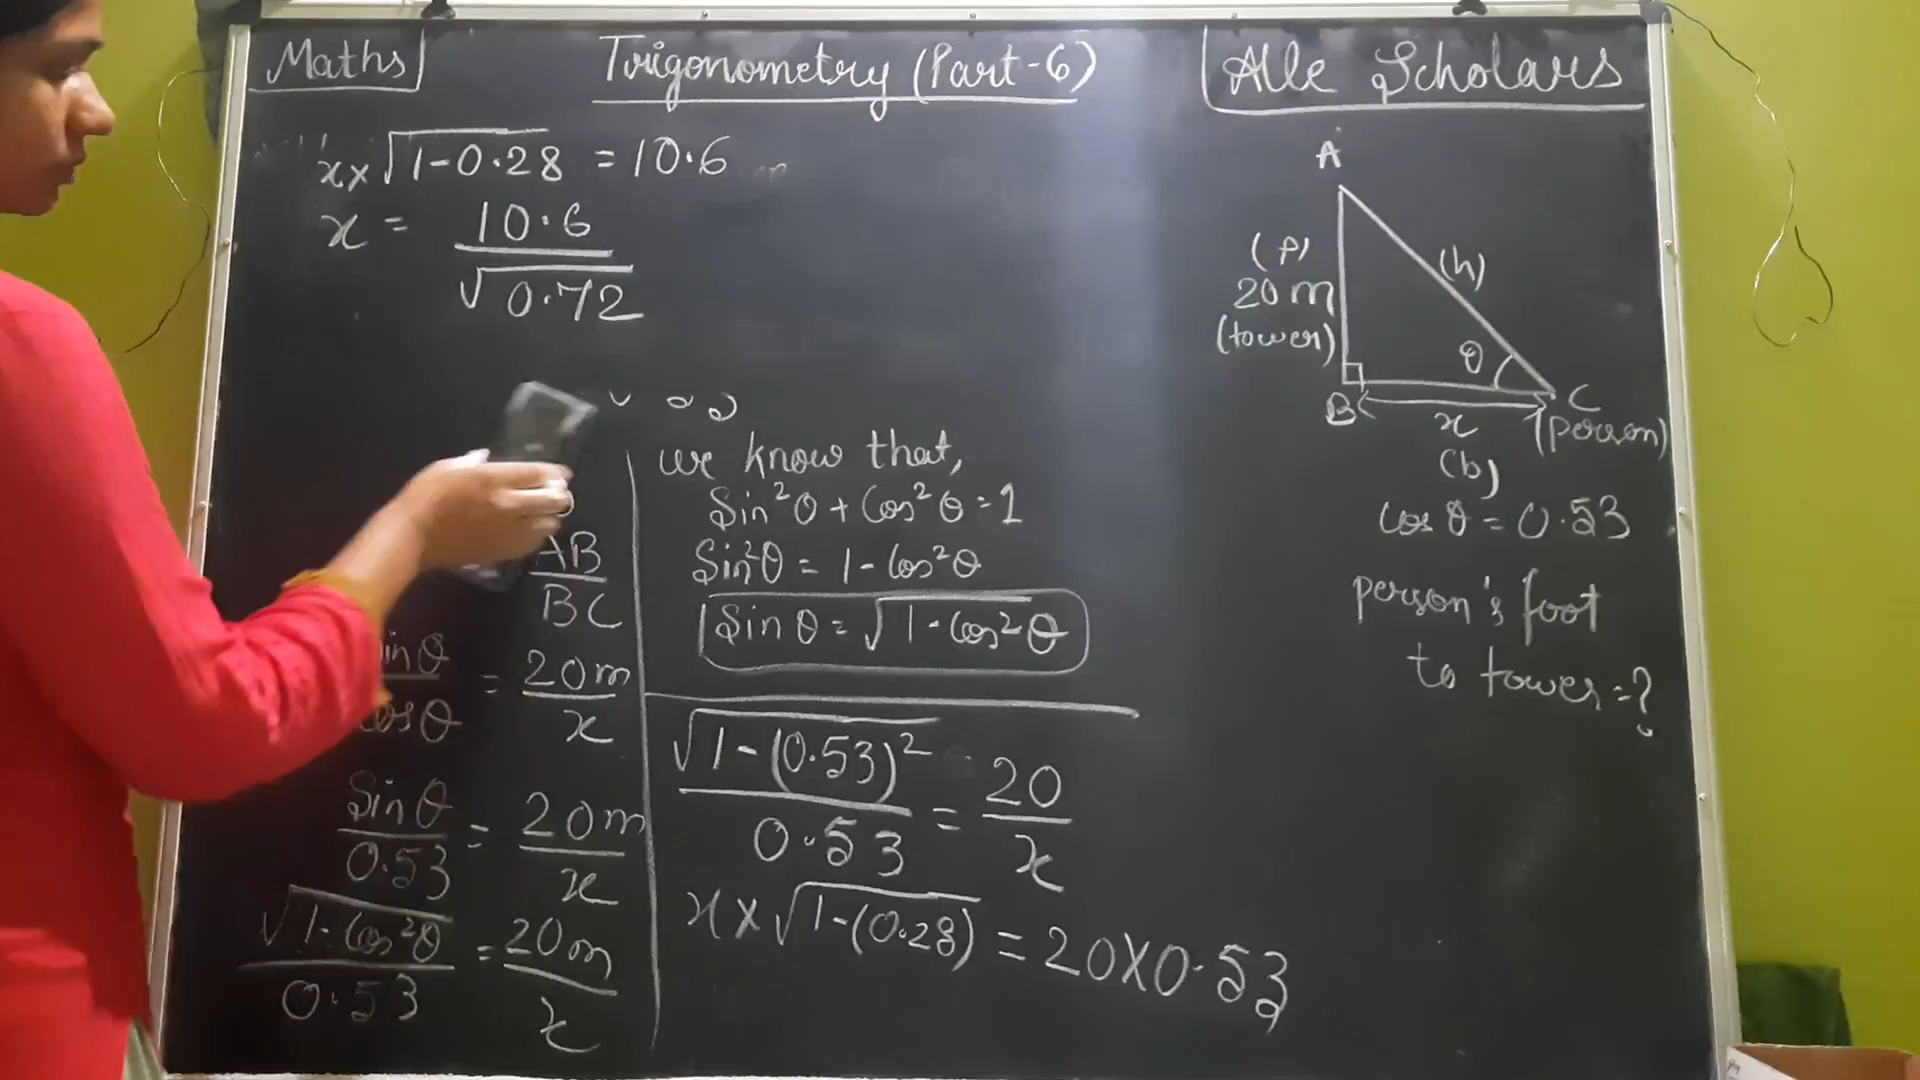 Maths
Trigonometry (Part-6)
Alle Scholars
x × √1-0.28 = 10.6
x = 10.6 / √0.72
AB / BC
inθ / cosθ = 20m / x
Sinθ / 0.53 = 20m / x
√1-Cos²θ / 0.53 = 20m / x
we know that,
Sin²θ + Cos²θ = 1
Sin²θ = 1 - Cos²θ
Sin θ = √1-Cos²θ
√1-(0.53)² / 0.53 = 20 / x
x × √1-(0.28) = 20×0.53
A
(P)
20 m
(tower)
(h)
θ
B
C
x
(person)
(b)
cos θ = 0.53
person's foot
to tower = ?